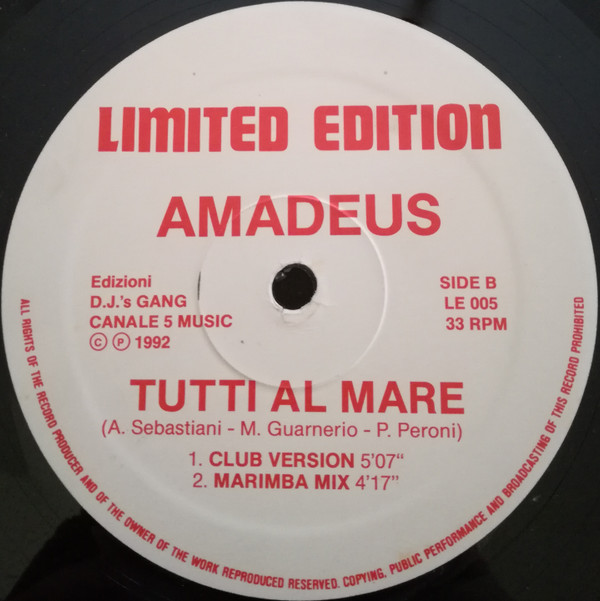 LIMITED EDITION
AMADEUS
Edizioni
D.J.'s GANG
CANALE 5 MUSIC
Ⓒ Ⓟ 1992
SIDE B
LE 005
33 RPM
TUTTI AL MARE
(A. Sebastiani - M. Guarnerio - P. Peroni)
1. CLUB VERSION 5'07"
2. MARIMBA MIX 4'17"
ALL RIGHTS OF THE RECORD PRODUCER AND OF THE OWNER OF THE WORK REPRODUCED RESERVED. COPYING, PUBLIC PERFORMANCE AND BROADCASTING OF THIS RECORD PROHIBITED